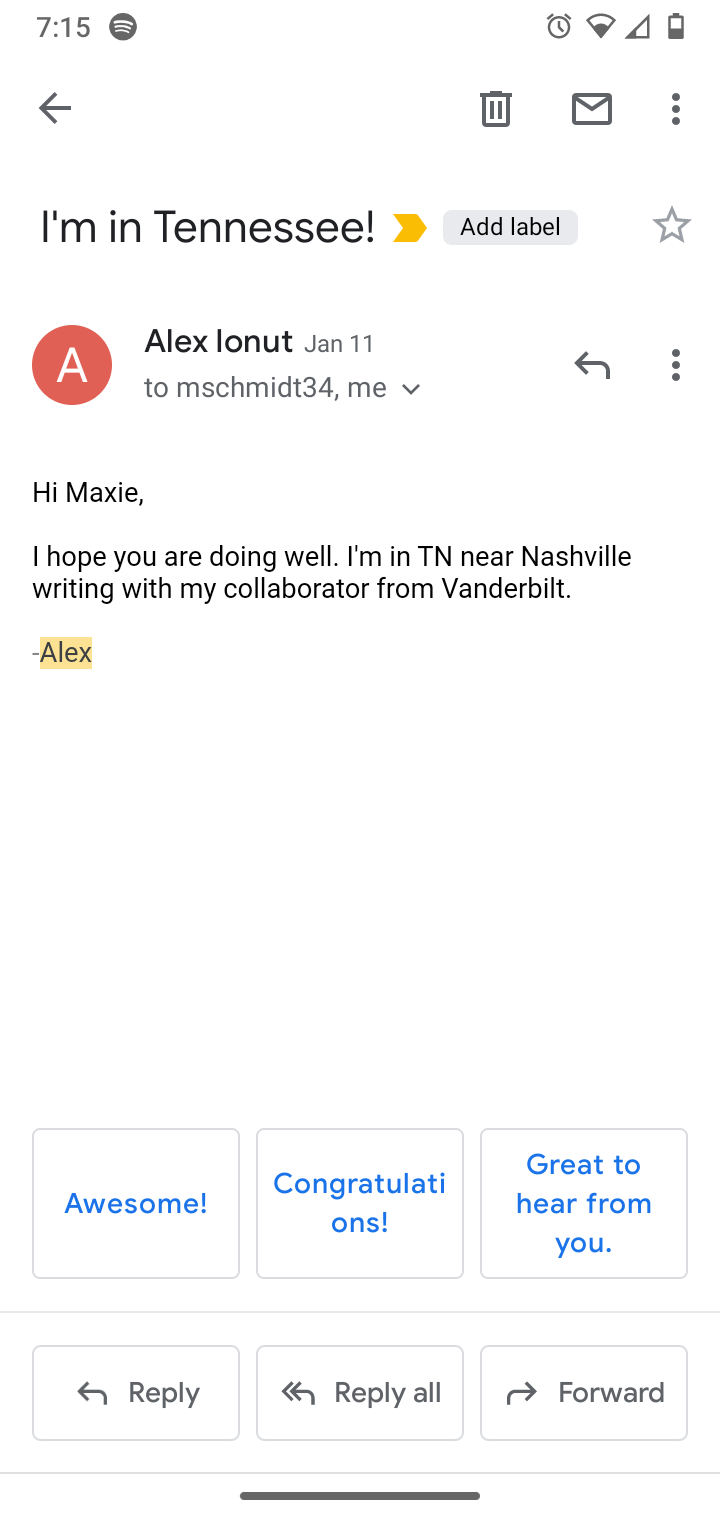 7:15
I'm in Tennessee! Add label
A
Alex Ionut Jan 11
to mschmidt34, me
Hi Maxie,
I hope you are doing well. I'm in TN near Nashville
writing with my collaborator from Vanderbilt.
-Alex
Awesome!
Congratulati
ons!
Great to
hear from
you.
Reply
Reply all
Forward